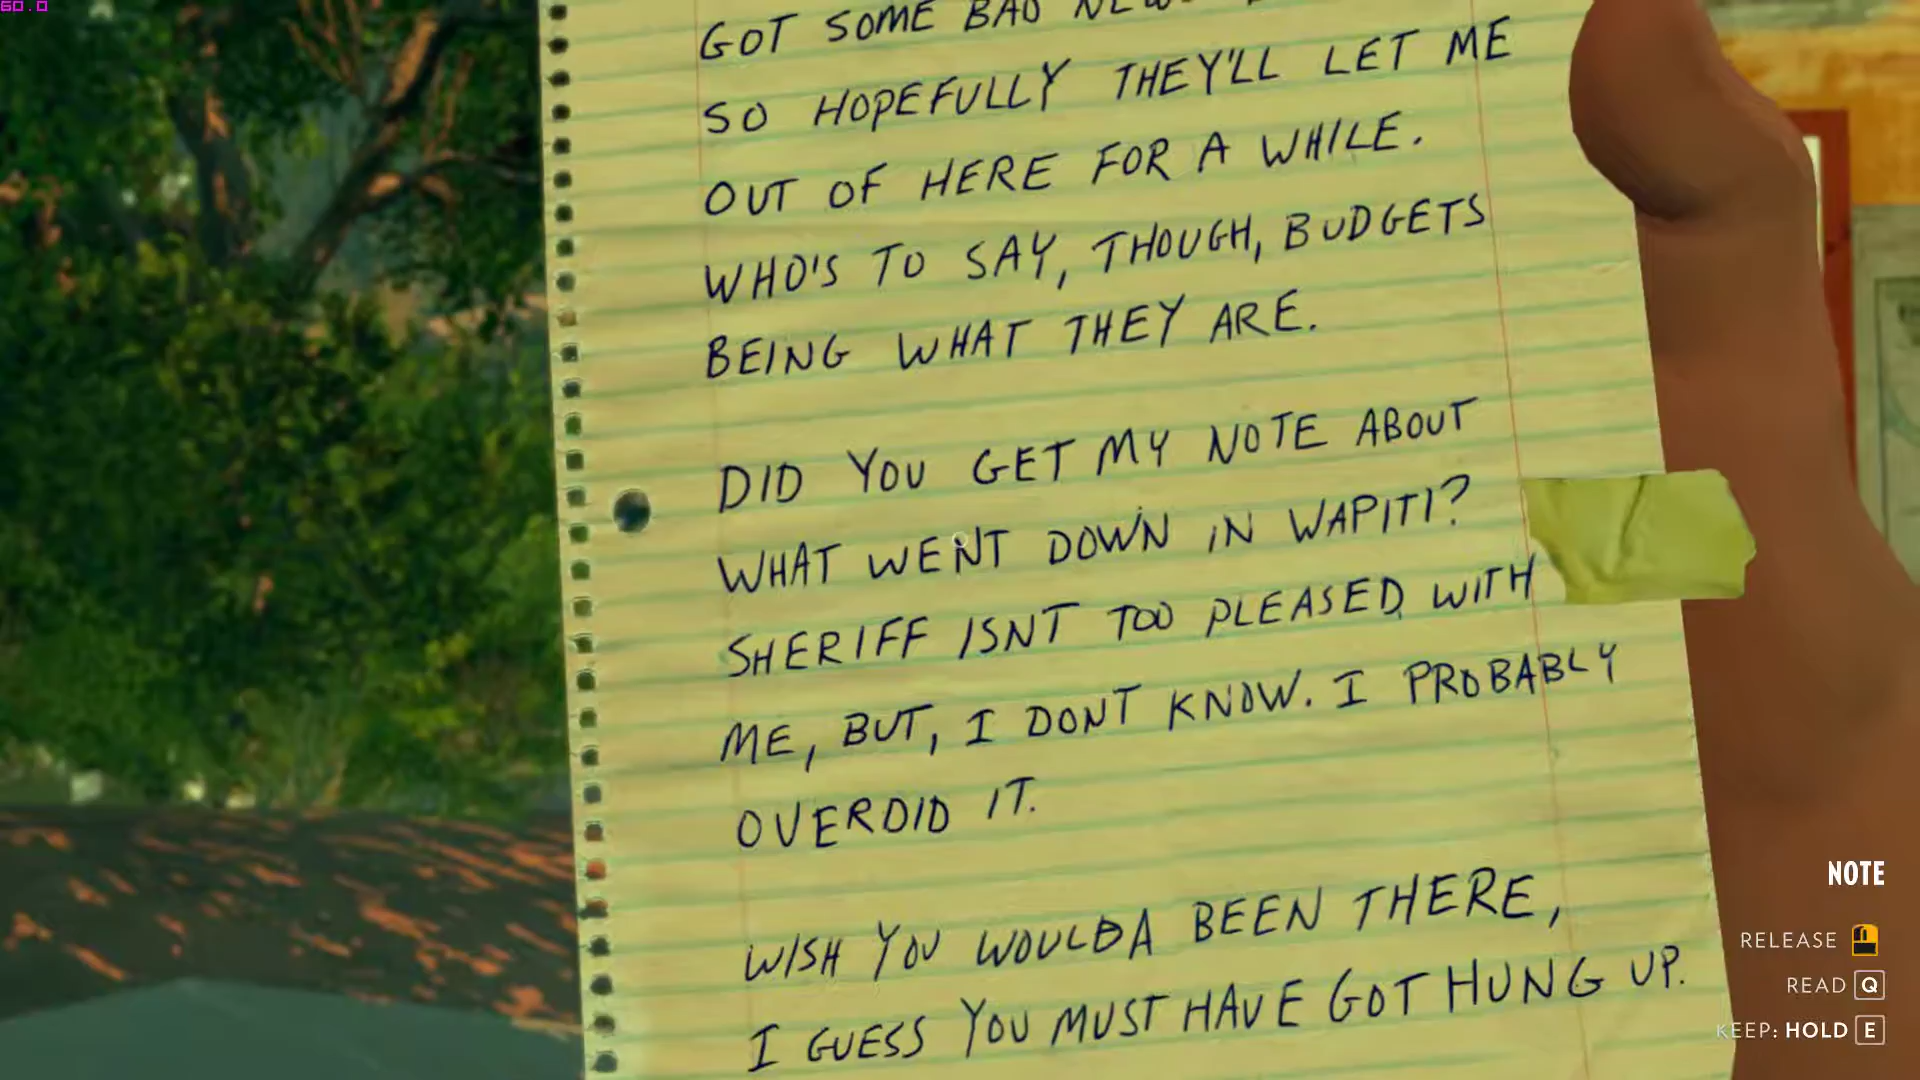 60.0
GOT SOME BAD
SO HOPEFULLY THEY'LL LET ME
OUT OF HERE FOR A WHILE.
WHO'S TO SAY, THOUGH, BUDGETS
BEING WHAT THEY ARE.
DID YOU GET MY NOTE ABOUT
WHAT WENT DOWN IN WAPITI?
SHERIFF ISNT TOO PLEASED WITH
ME, BUT, I DONT KNOW. I PROBABLY
OVERDID IT.
WISH YOU WOULDA BEEN THERE,
I GUESS YOU MUST HAVE GOT HUNG UP.
NOTE
RELEASE
READ Q
KEEP: HOLD E